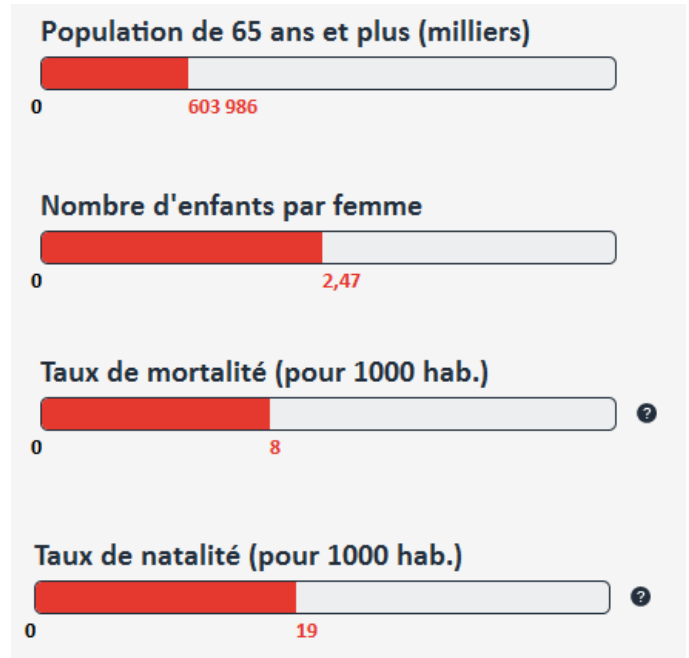 Population de 65 ans et plus (milliers)
0 603 986
Nombre d'enfants par femme
0 2,47
Taux de mortalité (pour 1000 hab.)
?
0 8
Taux de natalité (pour 1000 hab.)
?
0 19